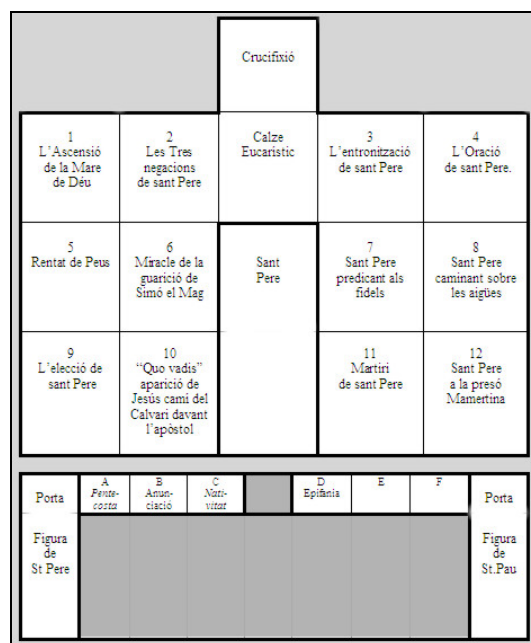 Crucifixió
1
L'Ascensió
de la Mare
de Déu
2
Les Tres
negacions
de sant Pere
Calze
Eucarístic
3
L'entronització
de sant Pere
4
L'Oració
de sant Pere.
5
Rentat de Peus
6
Miracle de la
guarició de
Simó el Mag
Sant
Pere
7
Sant Pere
predicant als
fidels
8
Sant Pere
caminant sobre
les aigües
9
L'elecció de
sant Pere
10
"Quo vadis"
aparició de
Jesús camí del
Calvari davant
l'apòstol
11
Martiri
de sant Pere
12
Sant Pere
a la presó
Mamertina
Porta
Figura
de
St Pere
A
Pente-
costa
B
Anun-
ciació
C
Nati-
vitat
D
Epifania
E
F
Porta
Figura
de
St.Pau